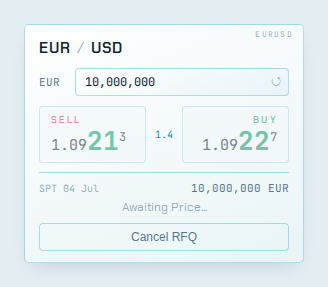 EURUSD
EUR / USD
EUR 10,000,000
SELL BUY
1.09213 1.4 1.09227
SPT 04 Jul 10,000,000 EUR
Awaiting Price...
Cancel RFQ